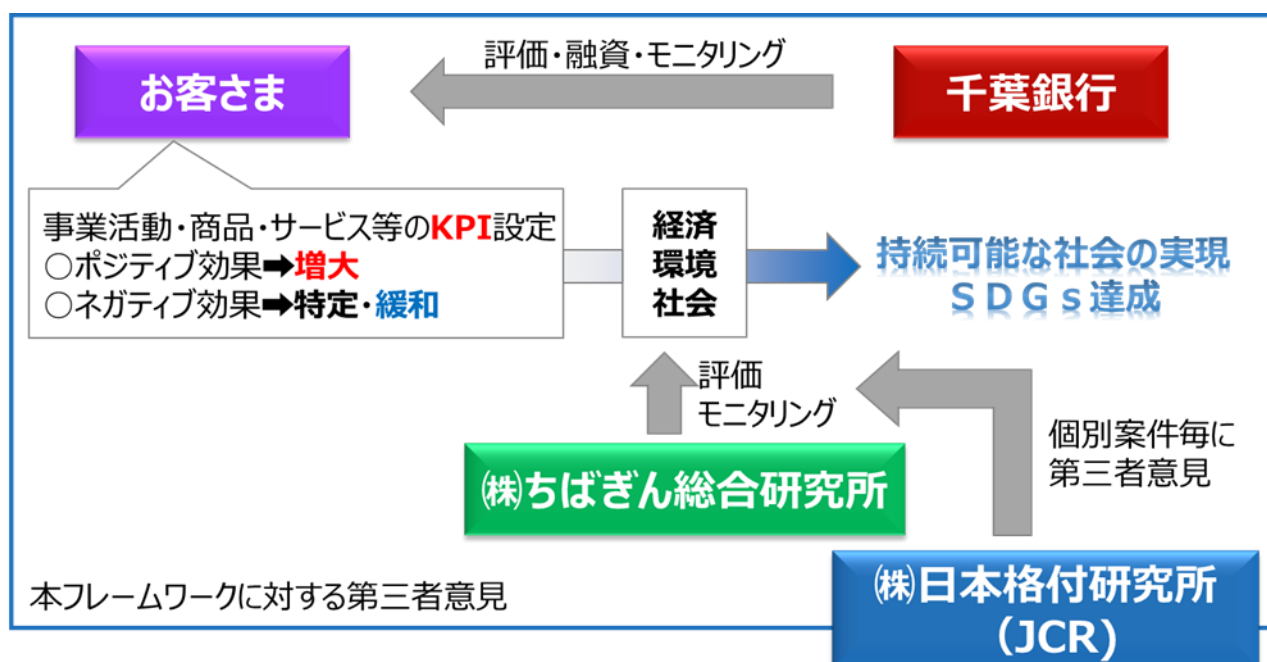 お客さま
評価・融資・モニタリング
千葉銀行
事業活動・商品・サービス等のKPI設定
○ポジティブ効果➡増大
○ネガティブ効果➡特定・緩和
経済
環境
社会
持続可能な社会の実現
ＳＤＧｓ達成
評価
モニタリング
個別案件毎に
第三者意見
㈱ちばぎん総合研究所
本フレームワークに対する第三者意見
㈱日本格付研究所
(JCR)